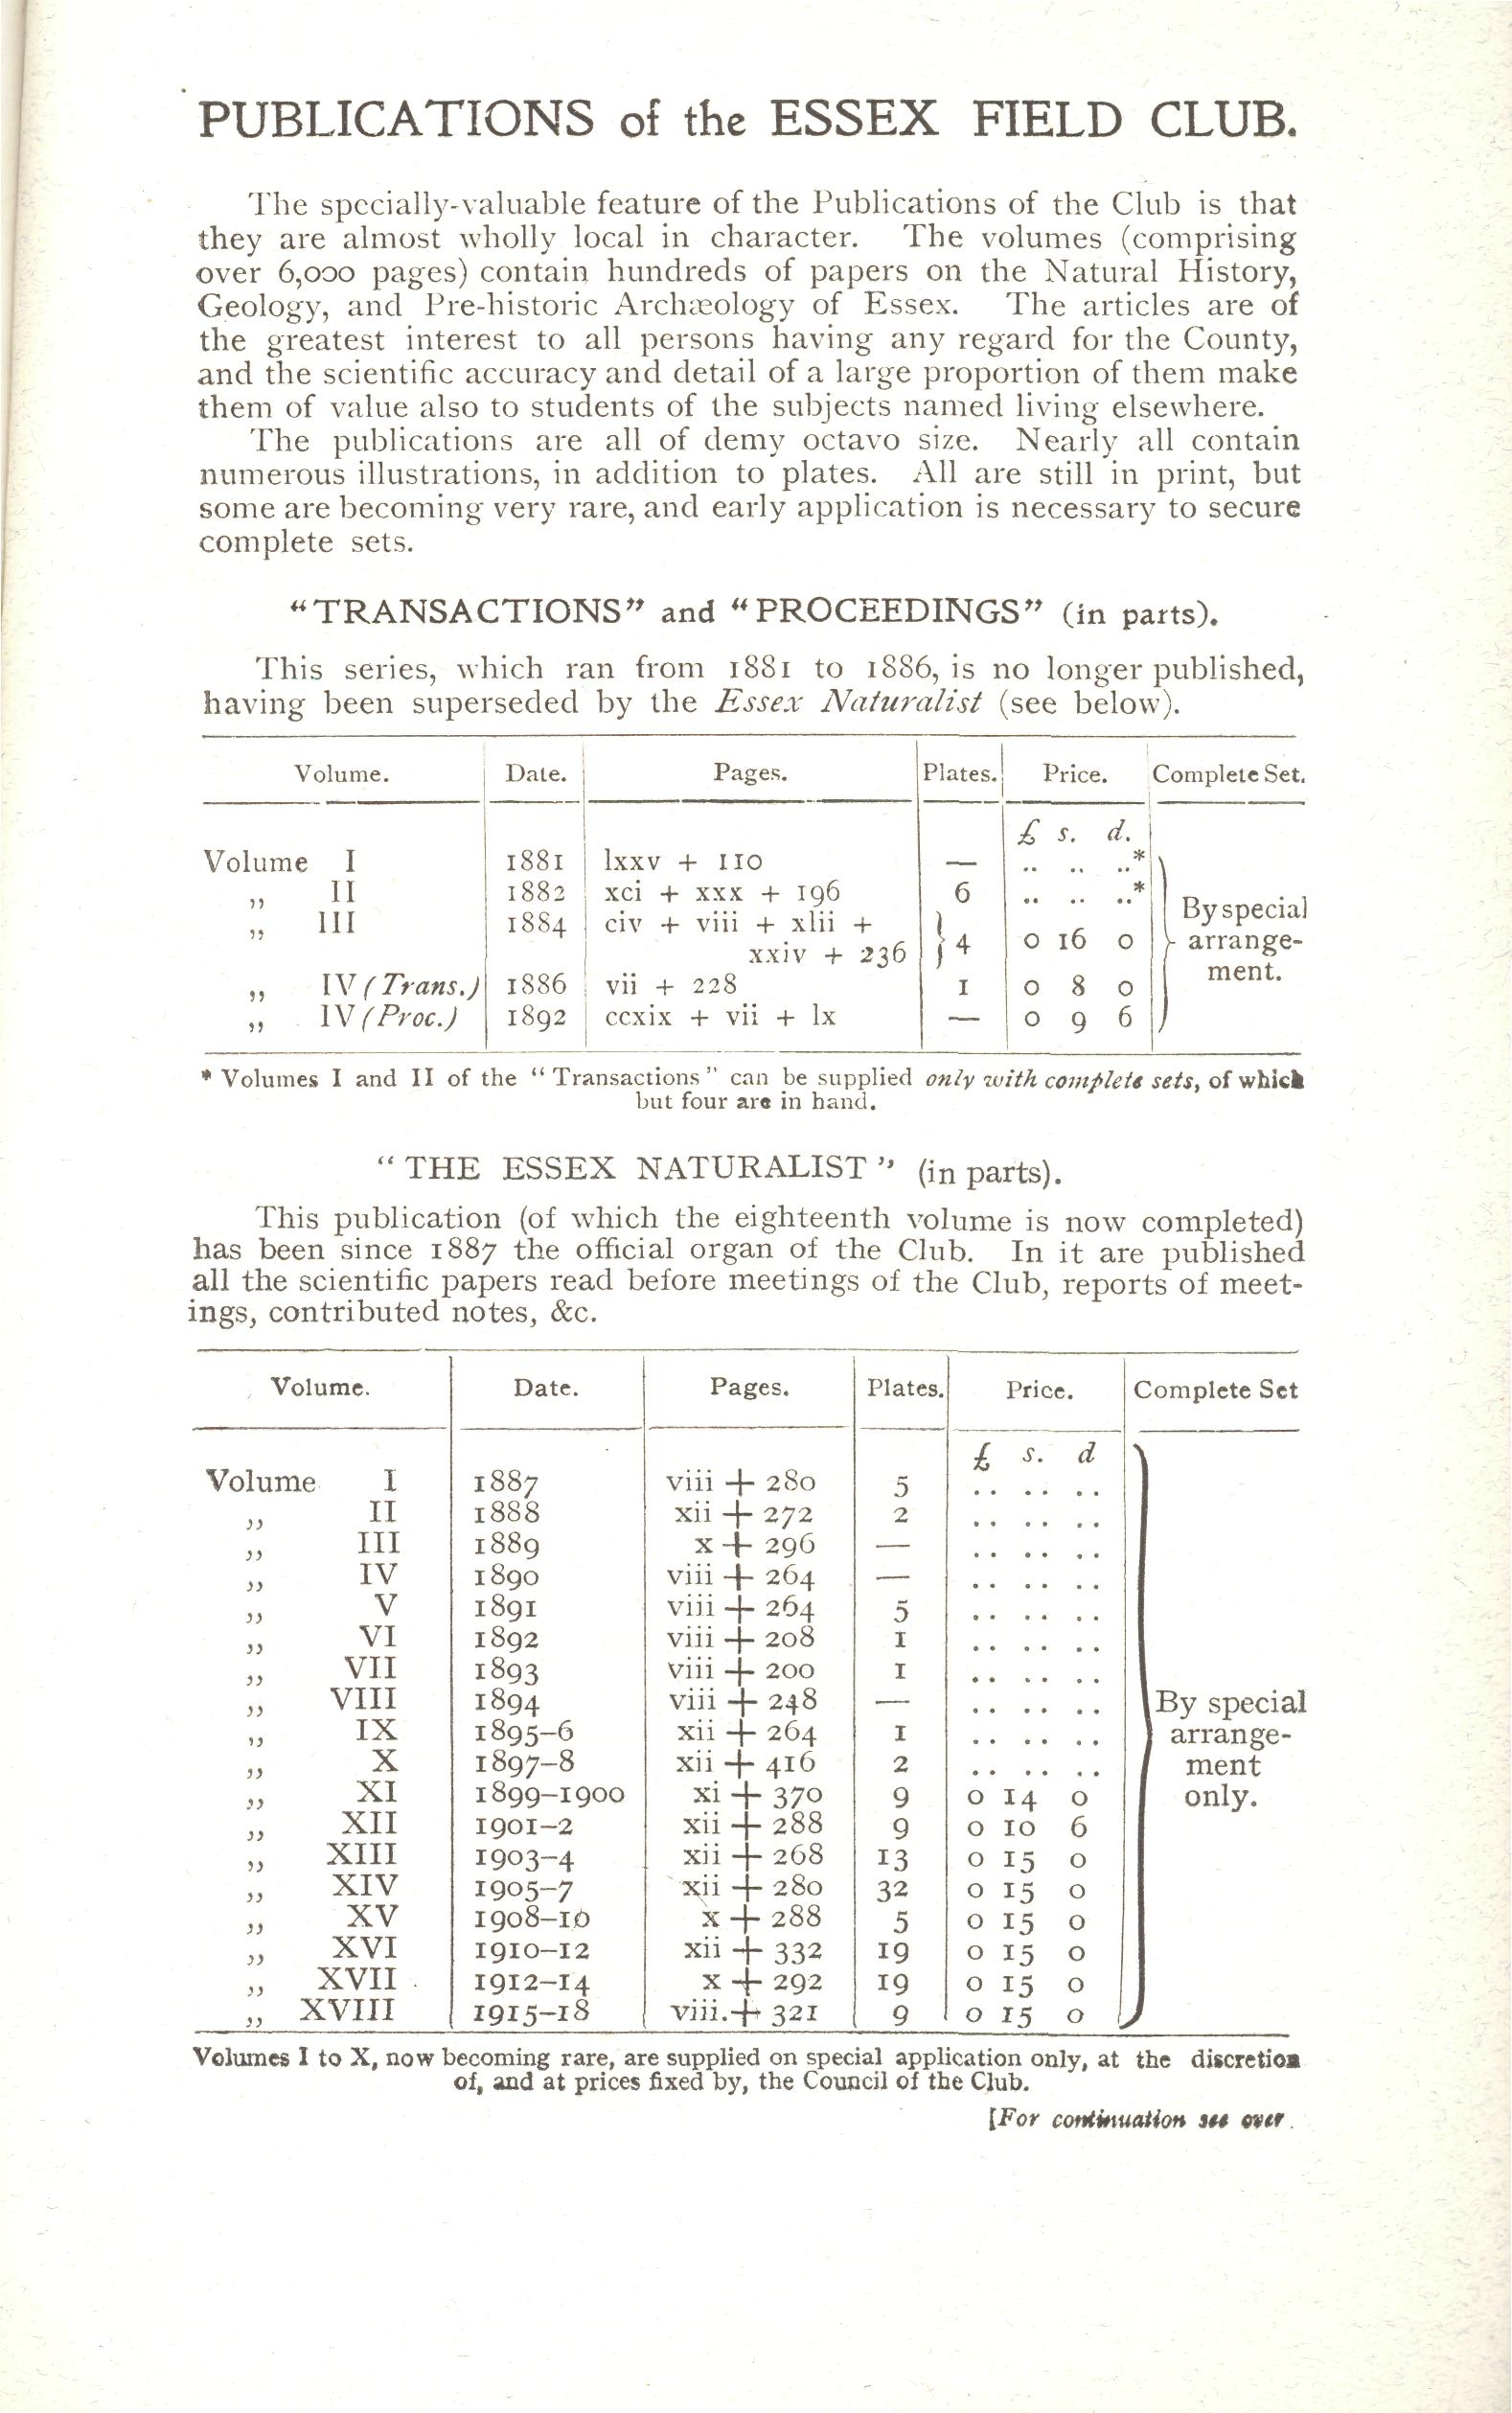 PUBLICATIONS of the ESSEX FIELD CLUB.
The specially-valuable feature of the Publications of the Club is that
they are almost wholly local in character. The volumes (comprising
over 6,000 pages) contain hundreds of papers on the Natural History,
Geology, and Pre-historic Archæology of Essex. The articles are of
the greatest interest to all persons having any regard for the County,
and the scientific accuracy and detail of a large proportion of them make
them of value also to students of the subjects named living elsewhere.
The publications are all of demy octavo size. Nearly all contain
numerous illustrations, in addition to plates. All are still in print, but
some are becoming very rare, and early application is necessary to secure
complete sets.
"TRANSACTIONS" and "PROCEEDINGS" (in parts).
This series, which ran from 1881 to 1886, is no longer published,
having been superseded by the Essex Naturalist (see below).
Volume. Date. Pages. Plates. Price. Complete Set.
£ s. d.
Volume I 1881 lxxv + 110 — .. .. ..*
,, II 1882 xci + xxx + 196 6 .. .. ..*
,, III 1884 civ + viii + xlii +
xxiv + 236 } 4 0 16 0
,, IV (Trans.) 1886 vii + 228 1 0 8 0
,, IV (Proc.) 1892 ccxix + vii + lx — 0 9 6
By special
arrange-
ment.
* Volumes I and II of the "Transactions" can be supplied only with complete sets, of which
but four are in hand.
"THE ESSEX NATURALIST" (in parts).
This publication (of which the eighteenth volume is now completed)
has been since 1887 the official organ of the Club. In it are published
all the scientific papers read before meetings of the Club, reports of meet-
ings, contributed notes, &c.
Volume. Date. Pages. Plates. Price. Complete Set
£ s. d
Volume I 1887 viii + 280 5 .. .. ..
,, II 1888 xii + 272 2 .. .. ..
,, III 1889 x + 296 — .. .. ..
,, IV 1890 viii + 264 — .. .. ..
,, V 1891 viii + 264 5 .. .. ..
,, VI 1892 viii + 208 1 .. .. ..
,, VII 1893 viii + 200 1 .. .. ..
,, VIII 1894 viii + 248 — .. .. ..
,, IX 1895-6 xii + 264 1 .. .. ..
,, X 1897-8 xii + 416 2 .. .. ..
,, XI 1899-1900 xi + 370 9 0 14 0
,, XII 1901-2 xii + 288 9 0 10 6
,, XIII 1903-4 xii + 268 13 0 15 0
,, XIV 1905-7 xii + 280 32 0 15 0
,, XV 1908-10 x + 288 5 0 15 0
,, XVI 1910-12 xii + 332 19 0 15 0
,, XVII 1912-14 x + 292 19 0 15 0
,, XVIII 1915-18 viii. + 321 9 0 15 0
By special
arrange-
ment
only.
Volumes I to X, now becoming rare, are supplied on special application only, at the discretion
of, and at prices fixed by, the Council of the Club.
[For continuation see over.